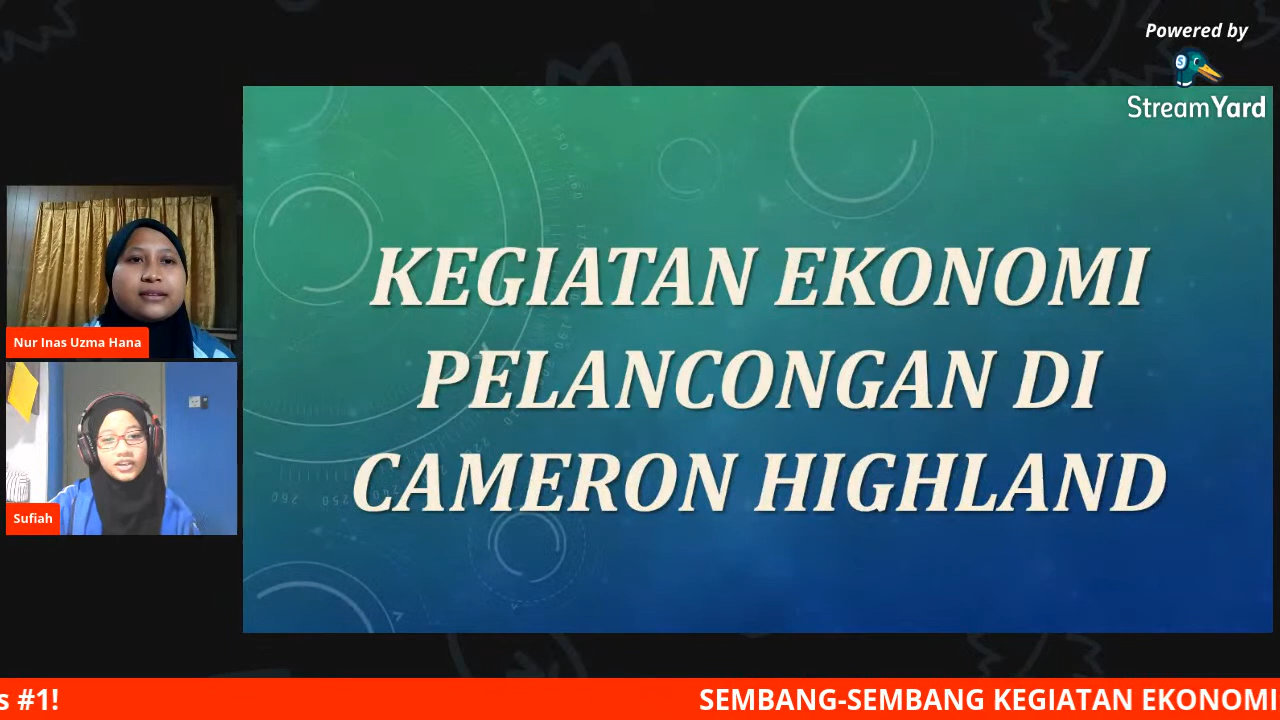 Powered by
StreamYard
KEGIATAN EKONOMI
PELANCONGAN DI
CAMERON HIGHLAND
Nur Inas Uzma Hana
Sufiah
s #1!
SEMBANG-SEMBANG KEGIATAN EKONOMI